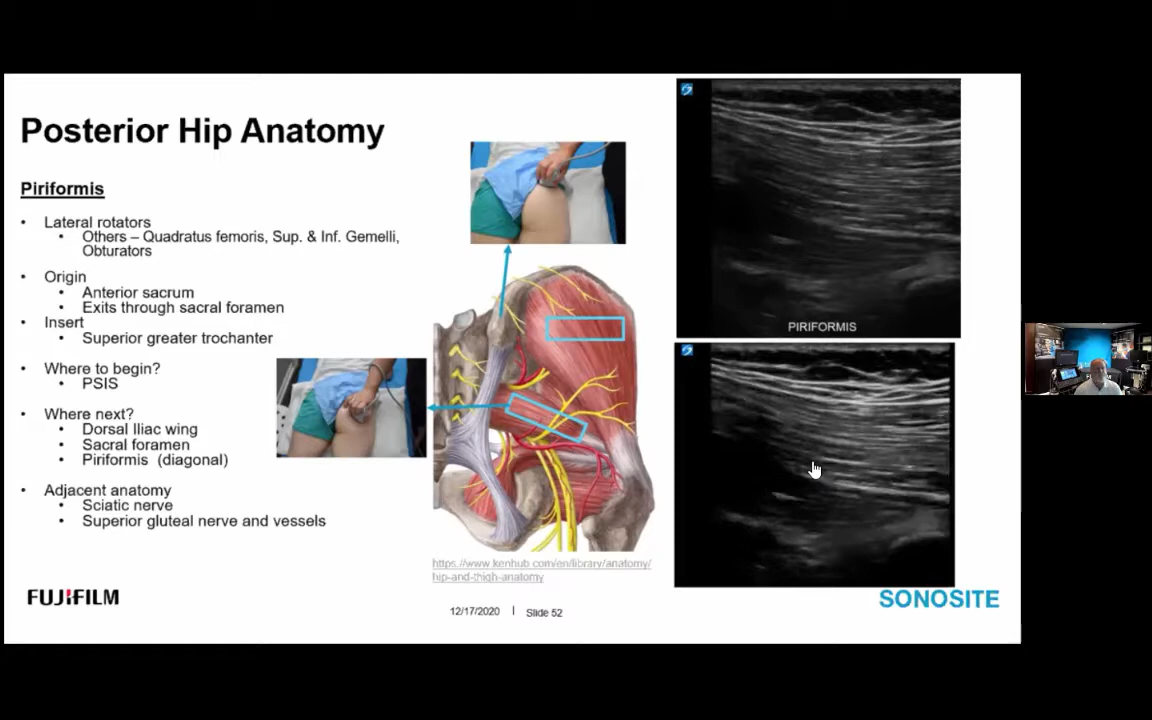 Posterior Hip Anatomy
Piriformis
• Lateral rotators
• Others – Quadratus femoris, Sup. & Inf. Gemelli,
Obturators
• Origin
• Anterior sacrum
• Exits through sacral foramen
• Insert
• Superior greater trochanter
• Where to begin?
• PSIS
• Where next?
• Dorsal Iliac wing
• Sacral foramen
• Piriformis (diagonal)
• Adjacent anatomy
• Sciatic nerve
• Superior gluteal nerve and vessels
https://www.kenhub.com/en/library/anatomy/
hip-and-thigh-anatomy
PIRIFORMIS
FUJIFILM
12/17/2020 | Slide 52
SONOSITE